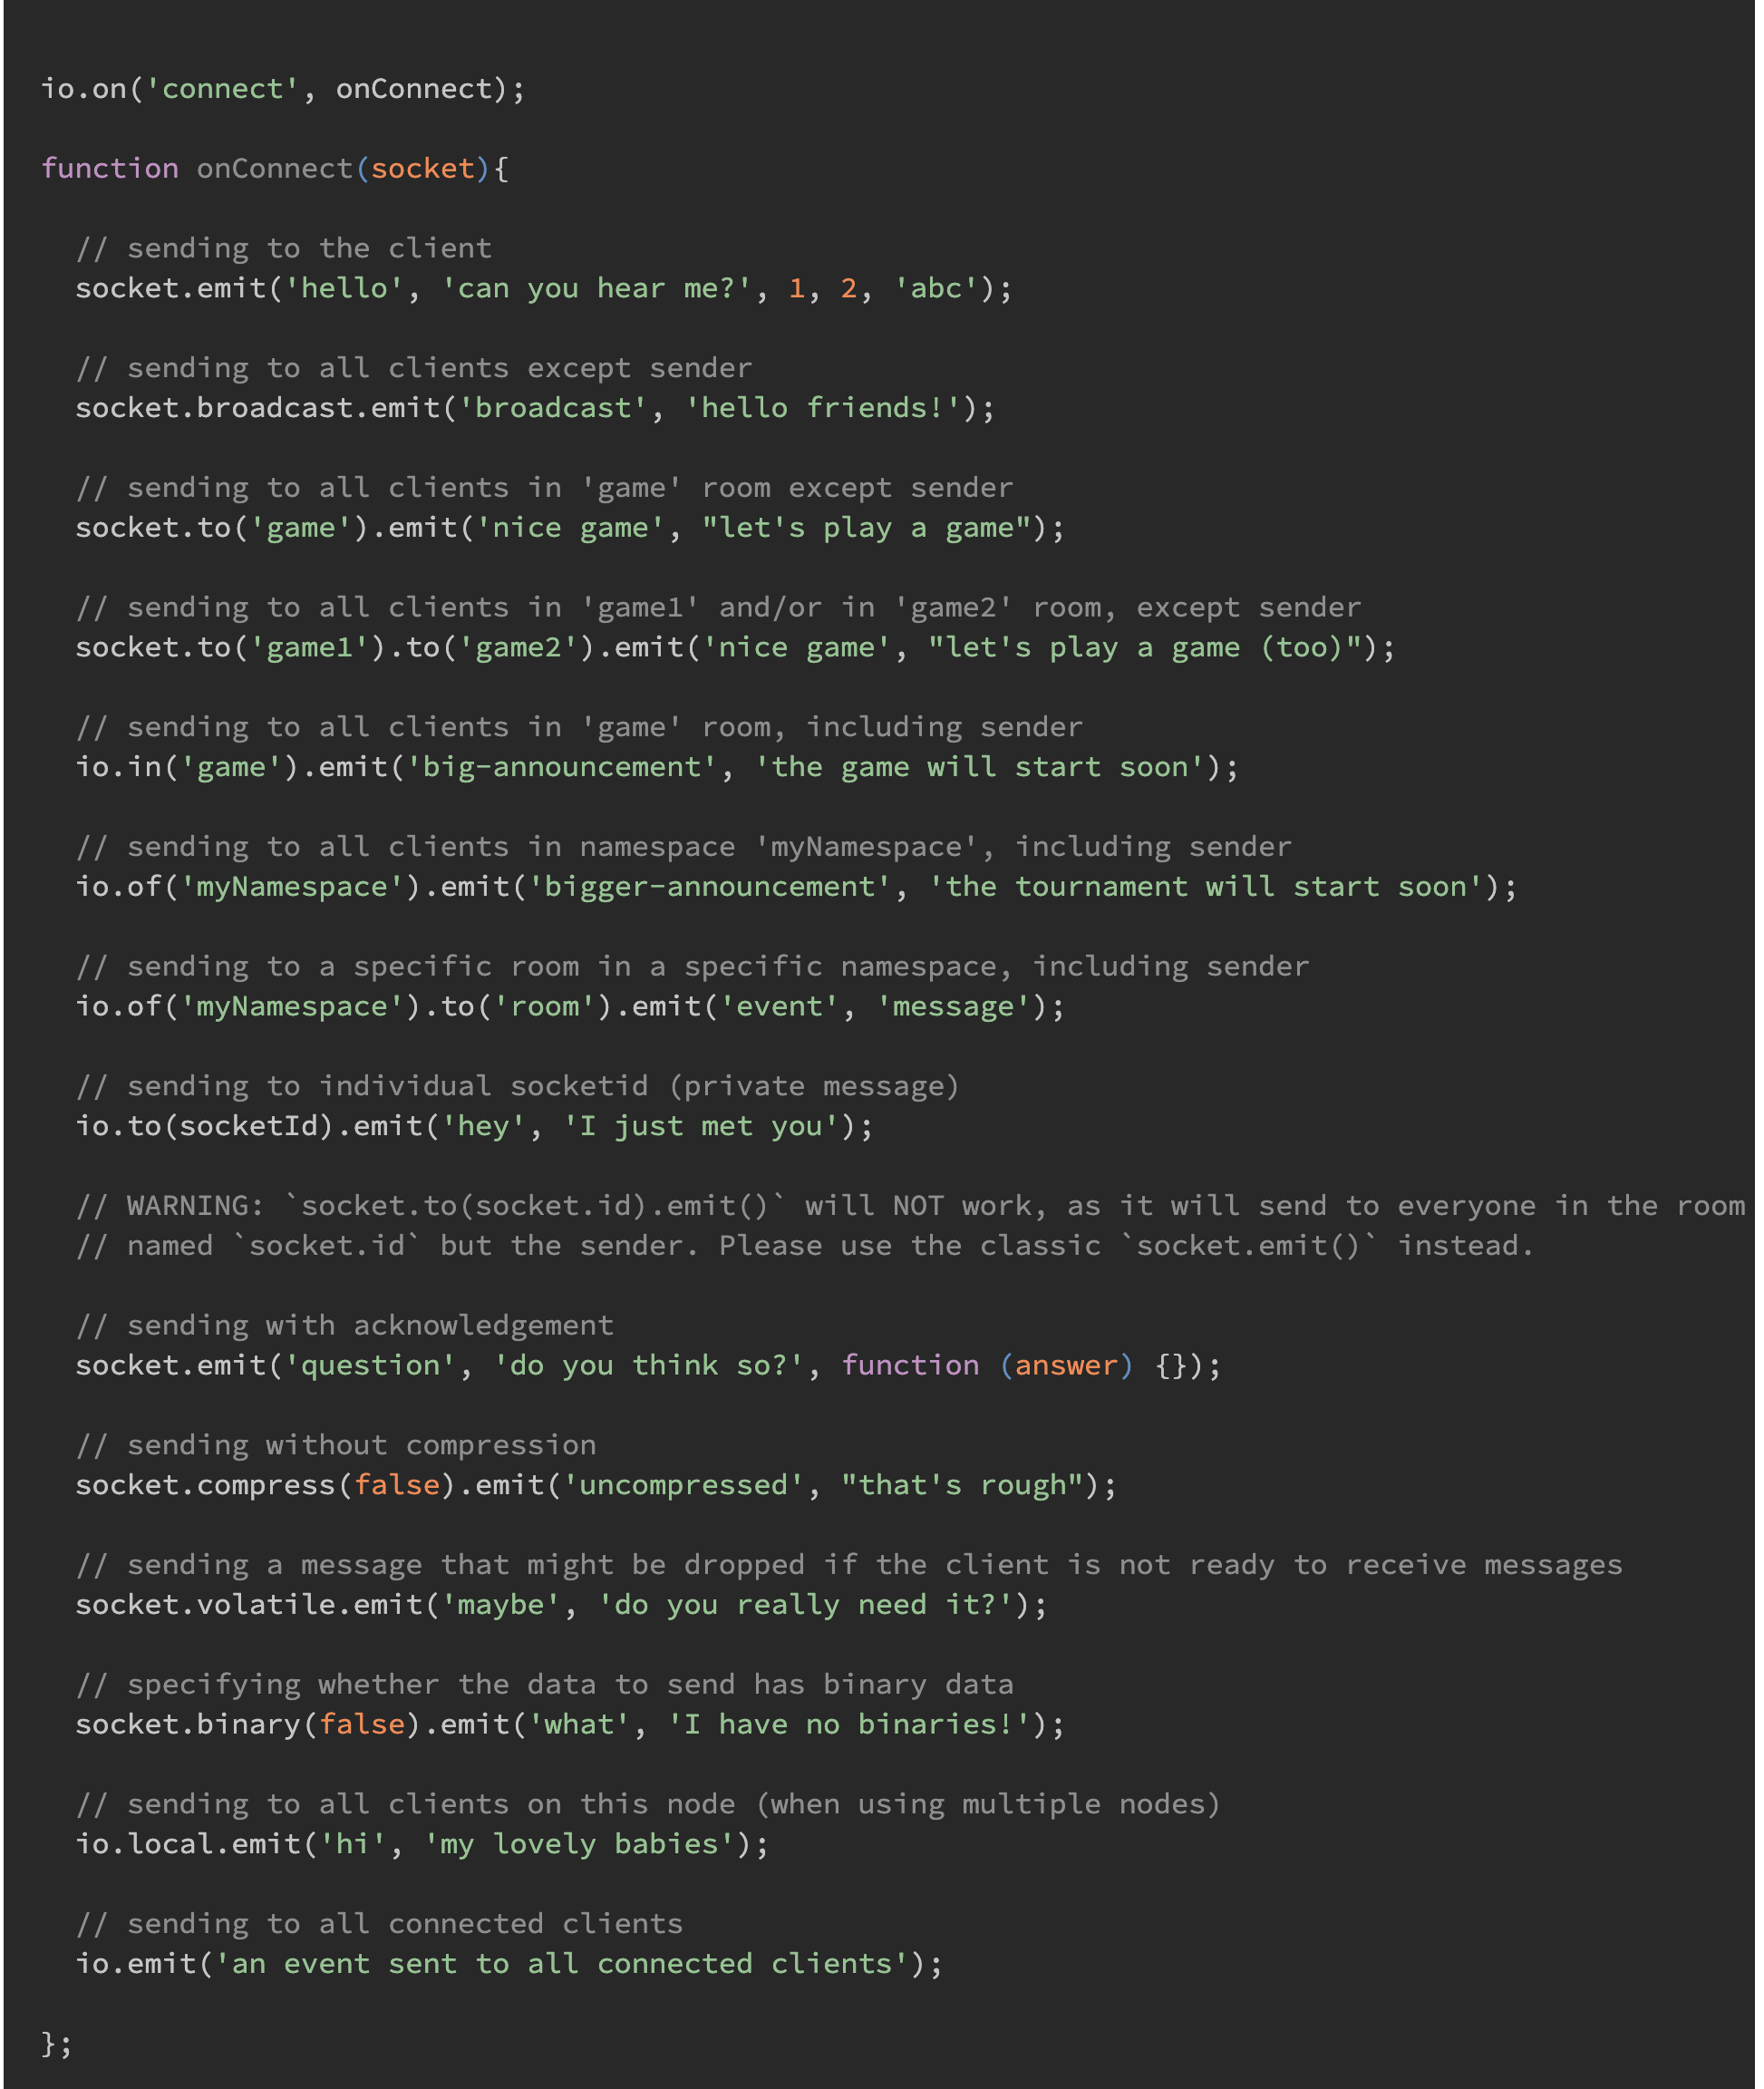 io.on('connect', onConnect);
function onConnect(socket){
// sending to the client
socket.emit('hello', 'can you hear me?', 1, 2, 'abc');
// sending to all clients except sender
socket.broadcast.emit('broadcast', 'hello friends!');
// sending to all clients in 'game' room except sender
socket.to('game').emit('nice game', "let's play a game");
// sending to all clients in 'game1' and/or in 'game2' room, except sender
socket.to('game1').to('game2').emit('nice game', "let's play a game (too)");
// sending to all clients in 'game' room, including sender
io.in('game').emit('big-announcement', 'the game will start soon');
// sending to all clients in namespace 'myNamespace', including sender
io.of('myNamespace').emit('bigger-announcement', 'the tournament will start soon');
// sending to a specific room in a specific namespace, including sender
io.of('myNamespace').to('room').emit('event', 'message');
// sending to individual socketid (private message)
io.to(socketId).emit('hey', 'I just met you');
// WARNING: `socket.to(socket.id).emit()` will NOT work, as it will send to everyone in the room
// named `socket.id` but the sender. Please use the classic `socket.emit()` instead.
// sending with acknowledgement
socket.emit('question', 'do you think so?', function (answer) {});
// sending without compression
socket.compress(false).emit('uncompressed', "that's rough");
// sending a message that might be dropped if the client is not ready to receive messages
socket.volatile.emit('maybe', 'do you really need it?');
// specifying whether the data to send has binary data
socket.binary(false).emit('what', 'I have no binaries!');
// sending to all clients on this node (when using multiple nodes)
io.local.emit('hi', 'my lovely babies');
// sending to all connected clients
io.emit('an event sent to all connected clients');
};